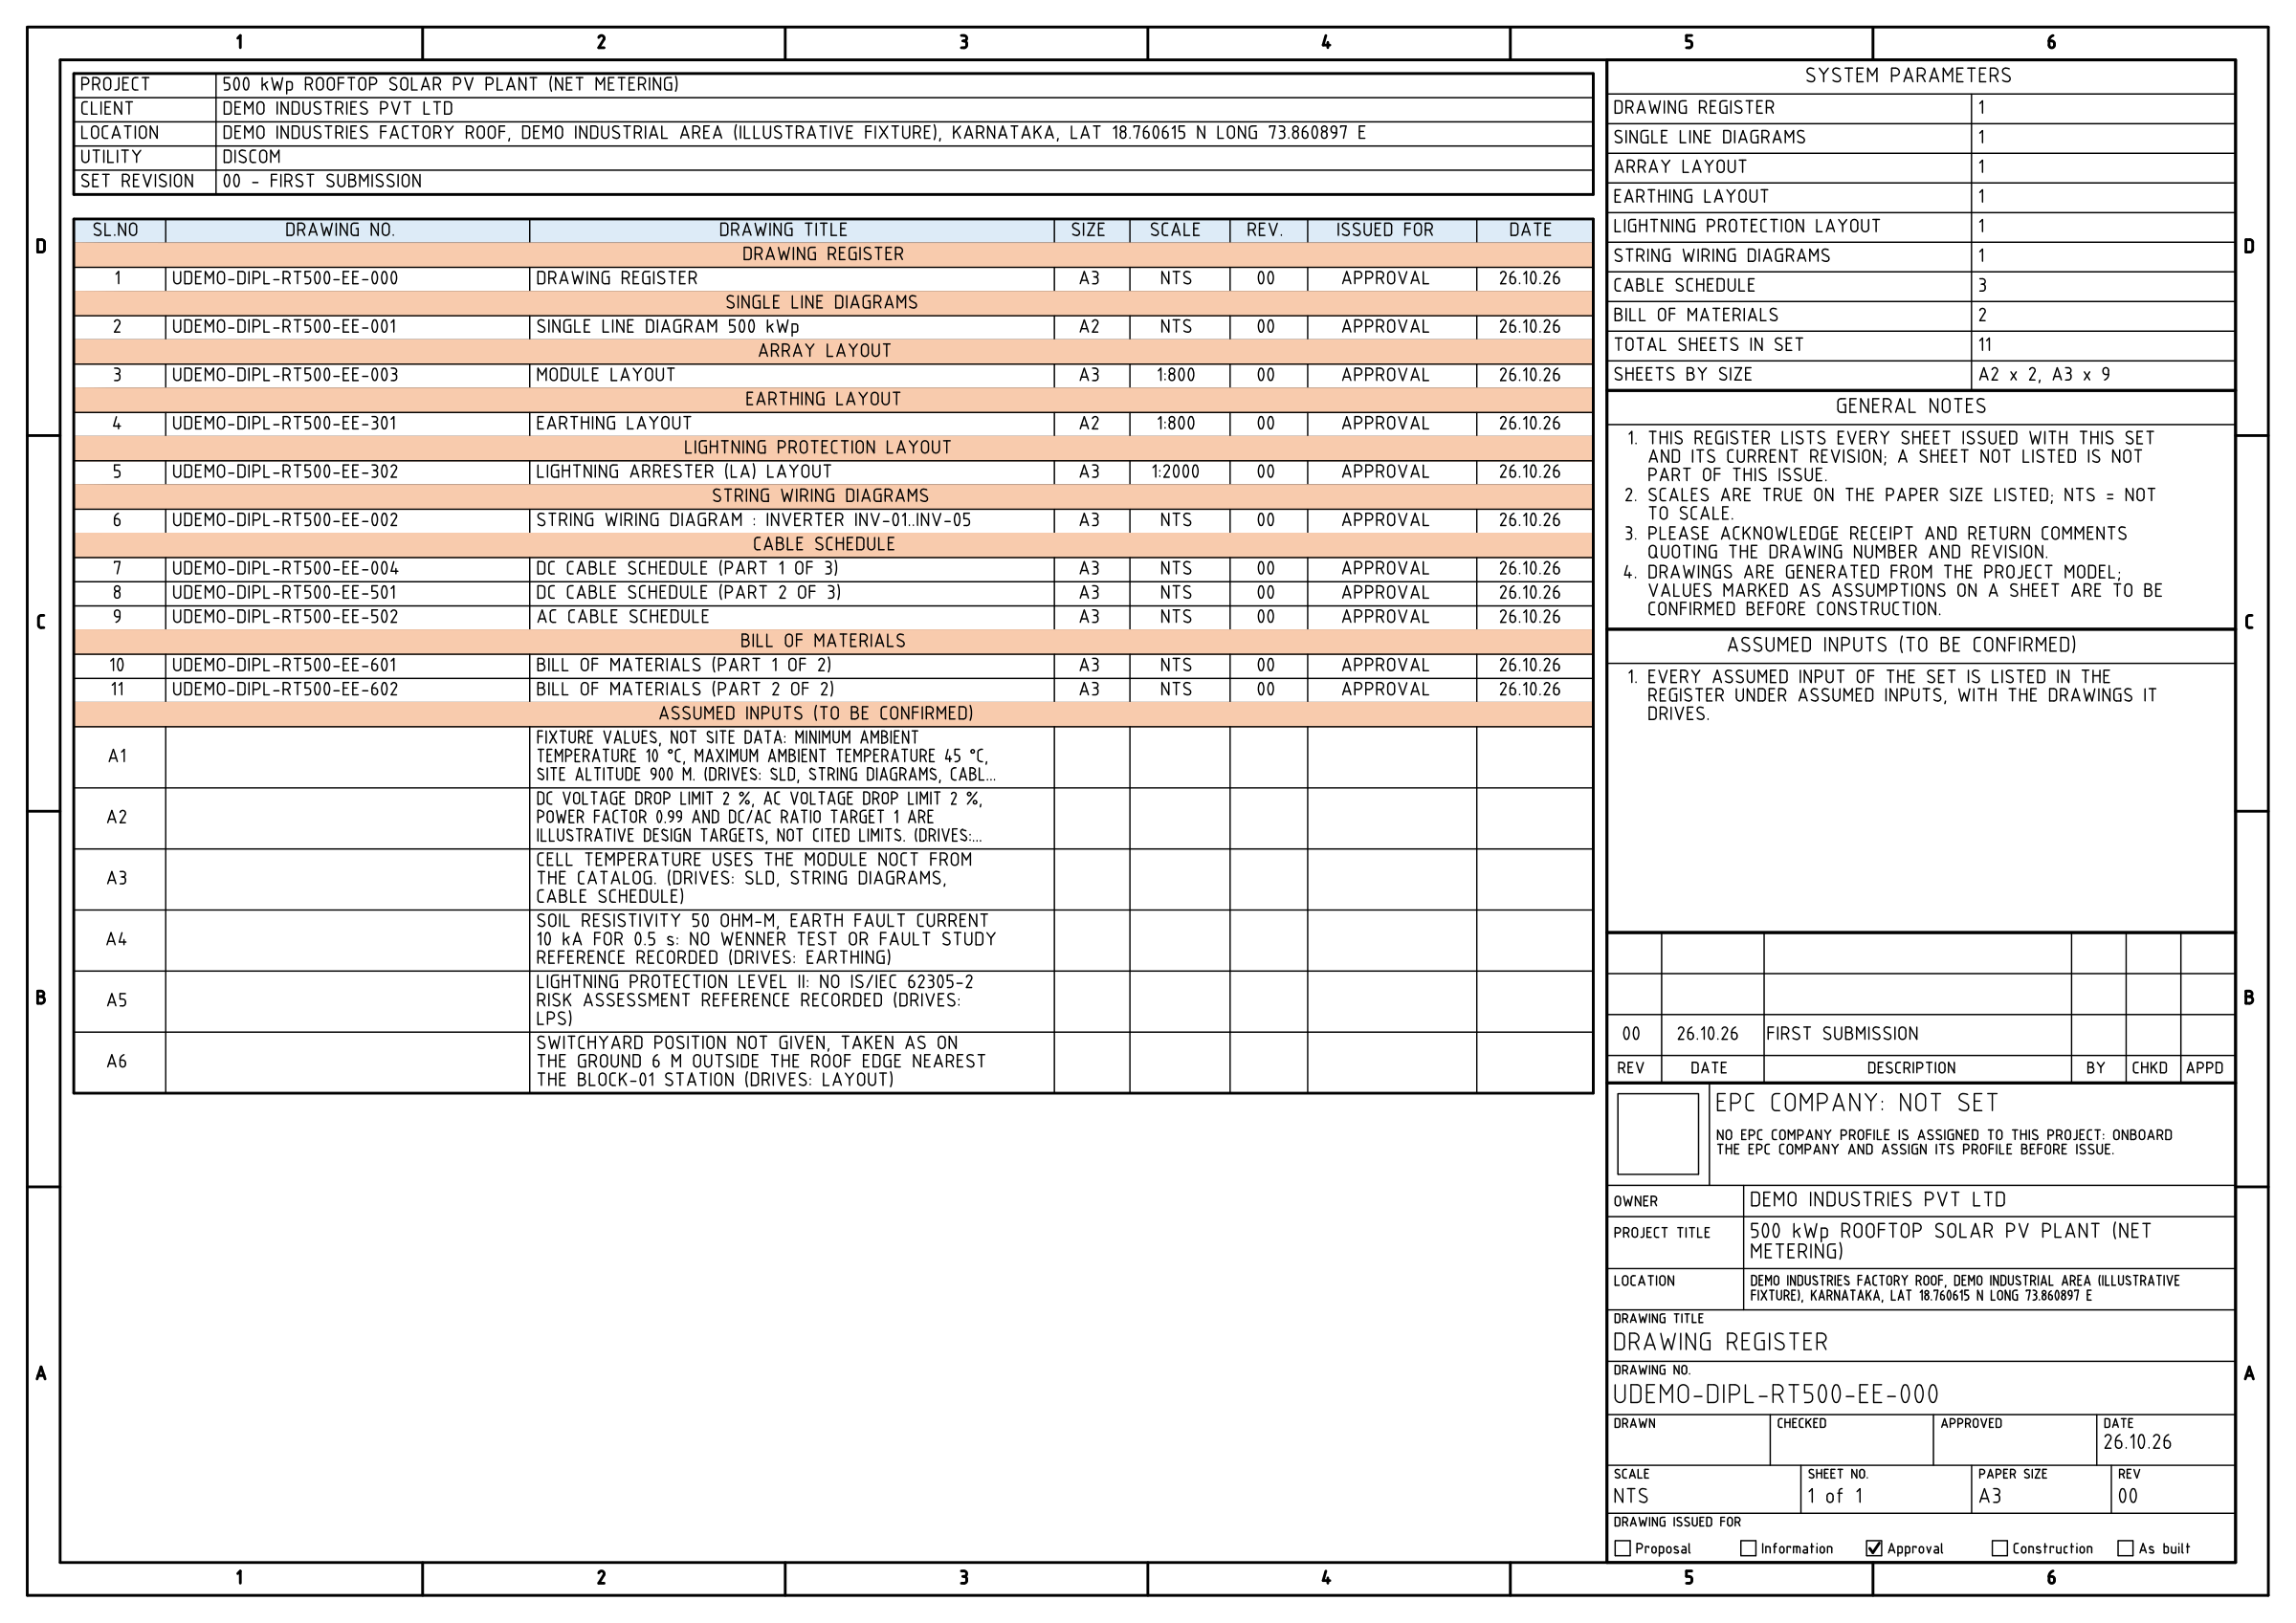 1 2 3 4 5 6
PROJECT 500 kWp ROOFTOP SOLAR PV PLANT (NET METERING)
CLIENT DEMO INDUSTRIES PVT LTD
LOCATION DEMO INDUSTRIES FACTORY ROOF, DEMO INDUSTRIAL AREA (ILLUSTRATIVE FIXTURE), KARNATAKA, LAT 18.760615 N LONG 73.860897 E
UTILITY DISCOM
SET REVISION 00 - FIRST SUBMISSION
SL.NO DRAWING NO. DRAWING TITLE SIZE SCALE REV. ISSUED FOR DATE
DRAWING REGISTER
1 UDEMO-DIPL-RT500-EE-000 DRAWING REGISTER A3 NTS 00 APPROVAL 26.10.26
SINGLE LINE DIAGRAMS
2 UDEMO-DIPL-RT500-EE-001 SINGLE LINE DIAGRAM 500 kWp A2 NTS 00 APPROVAL 26.10.26
ARRAY LAYOUT
3 UDEMO-DIPL-RT500-EE-003 MODULE LAYOUT A3 1:800 00 APPROVAL 26.10.26
EARTHING LAYOUT
4 UDEMO-DIPL-RT500-EE-301 EARTHING LAYOUT A2 1:800 00 APPROVAL 26.10.26
LIGHTNING PROTECTION LAYOUT
5 UDEMO-DIPL-RT500-EE-302 LIGHTNING ARRESTER (LA) LAYOUT A3 1:2000 00 APPROVAL 26.10.26
STRING WIRING DIAGRAMS
6 UDEMO-DIPL-RT500-EE-002 STRING WIRING DIAGRAM : INVERTER INV-01..INV-05 A3 NTS 00 APPROVAL 26.10.26
CABLE SCHEDULE
7 UDEMO-DIPL-RT500-EE-004 DC CABLE SCHEDULE (PART 1 OF 3) A3 NTS 00 APPROVAL 26.10.26
8 UDEMO-DIPL-RT500-EE-501 DC CABLE SCHEDULE (PART 2 OF 3) A3 NTS 00 APPROVAL 26.10.26
9 UDEMO-DIPL-RT500-EE-502 AC CABLE SCHEDULE A3 NTS 00 APPROVAL 26.10.26
BILL OF MATERIALS
10 UDEMO-DIPL-RT500-EE-601 BILL OF MATERIALS (PART 1 OF 2) A3 NTS 00 APPROVAL 26.10.26
11 UDEMO-DIPL-RT500-EE-602 BILL OF MATERIALS (PART 2 OF 2) A3 NTS 00 APPROVAL 26.10.26
ASSUMED INPUTS (TO BE CONFIRMED)
A1
FIXTURE VALUES, NOT SITE DATA: MINIMUM AMBIENT
TEMPERATURE 10 °C, MAXIMUM AMBIENT TEMPERATURE 45 °C,
SITE ALTITUDE 900 M. (DRIVES: SLD, STRING DIAGRAMS, CABL...
A2
DC VOLTAGE DROP LIMIT 2 %, AC VOLTAGE DROP LIMIT 2 %,
POWER FACTOR 0.99 AND DC/AC RATIO TARGET 1 ARE
ILLUSTRATIVE DESIGN TARGETS, NOT CITED LIMITS. (DRIVES:...
A3
CELL TEMPERATURE USES THE MODULE NOCT FROM
THE CATALOG. (DRIVES: SLD, STRING DIAGRAMS,
CABLE SCHEDULE)
A4
SOIL RESISTIVITY 50 OHM-M, EARTH FAULT CURRENT
10 kA FOR 0.5 s: NO WENNER TEST OR FAULT STUDY
REFERENCE RECORDED (DRIVES: EARTHING)
A5
LIGHTNING PROTECTION LEVEL II: NO IS/IEC 62305-2
RISK ASSESSMENT REFERENCE RECORDED (DRIVES:
LPS)
A6
SWITCHYARD POSITION NOT GIVEN, TAKEN AS ON
THE GROUND 6 M OUTSIDE THE ROOF EDGE NEAREST
THE BLOCK-01 STATION (DRIVES: LAYOUT)
SYSTEM PARAMETERS
DRAWING REGISTER 1
SINGLE LINE DIAGRAMS 1
ARRAY LAYOUT 1
EARTHING LAYOUT 1
LIGHTNING PROTECTION LAYOUT 1
STRING WIRING DIAGRAMS 1
CABLE SCHEDULE 3
BILL OF MATERIALS 2
TOTAL SHEETS IN SET 11
SHEETS BY SIZE A2 x 2, A3 x 9
GENERAL NOTES
1. THIS REGISTER LISTS EVERY SHEET ISSUED WITH THIS SET
AND ITS CURRENT REVISION; A SHEET NOT LISTED IS NOT
PART OF THIS ISSUE.
2. SCALES ARE TRUE ON THE PAPER SIZE LISTED; NTS = NOT
TO SCALE.
3. PLEASE ACKNOWLEDGE RECEIPT AND RETURN COMMENTS
QUOTING THE DRAWING NUMBER AND REVISION.
4. DRAWINGS ARE GENERATED FROM THE PROJECT MODEL;
VALUES MARKED AS ASSUMPTIONS ON A SHEET ARE TO BE
CONFIRMED BEFORE CONSTRUCTION.
ASSUMED INPUTS (TO BE CONFIRMED)
1. EVERY ASSUMED INPUT OF THE SET IS LISTED IN THE
REGISTER UNDER ASSUMED INPUTS, WITH THE DRAWINGS IT
DRIVES.
00 26.10.26 FIRST SUBMISSION
REV DATE DESCRIPTION BY CHKD APPD
EPC COMPANY: NOT SET
NO EPC COMPANY PROFILE IS ASSIGNED TO THIS PROJECT: ONBOARD
THE EPC COMPANY AND ASSIGN ITS PROFILE BEFORE ISSUE.
OWNER DEMO INDUSTRIES PVT LTD
PROJECT TITLE 500 kWp ROOFTOP SOLAR PV PLANT (NET
METERING)
LOCATION DEMO INDUSTRIES FACTORY ROOF, DEMO INDUSTRIAL AREA (ILLUSTRATIVE
FIXTURE), KARNATAKA, LAT 18.760615 N LONG 73.860897 E
DRAWING TITLE
DRAWING REGISTER
DRAWING NO.
UDEMO-DIPL-RT500-EE-000
DRAWN CHECKED APPROVED DATE
26.10.26
SCALE SHEET NO. PAPER SIZE REV
NTS 1 of 1 A3 00
DRAWING ISSUED FOR
Proposal Information Approval Construction As built
D D
C C
B B
A A
1 2 3 4 5 6